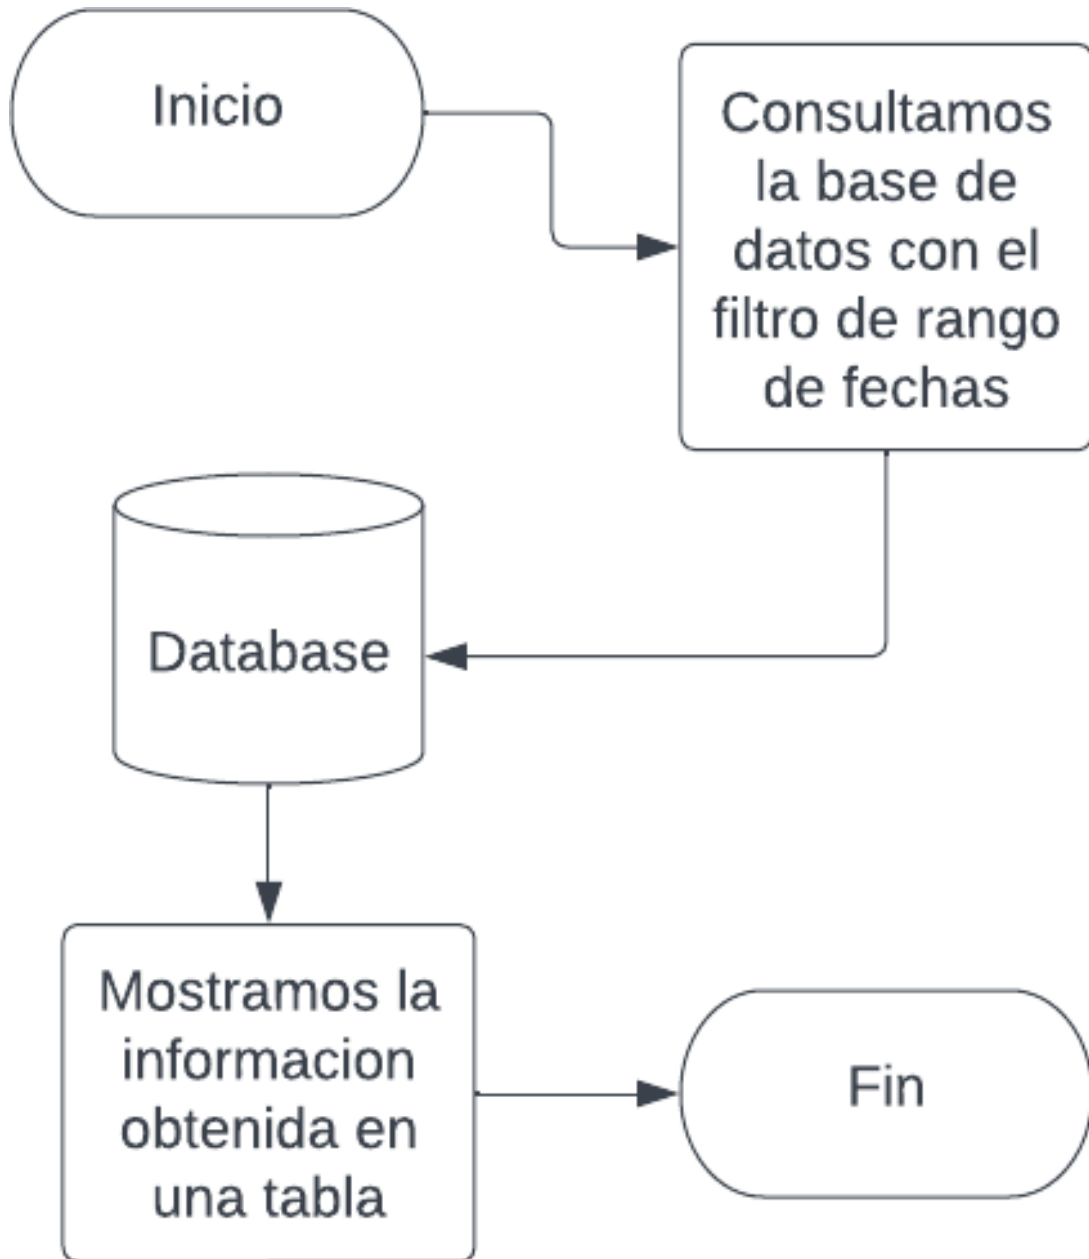 Inicio
Consultamos
la base de
datos con el
filtro de rango
de fechas
Database
Mostramos la
informacion
obtenida en
una tabla
Fin